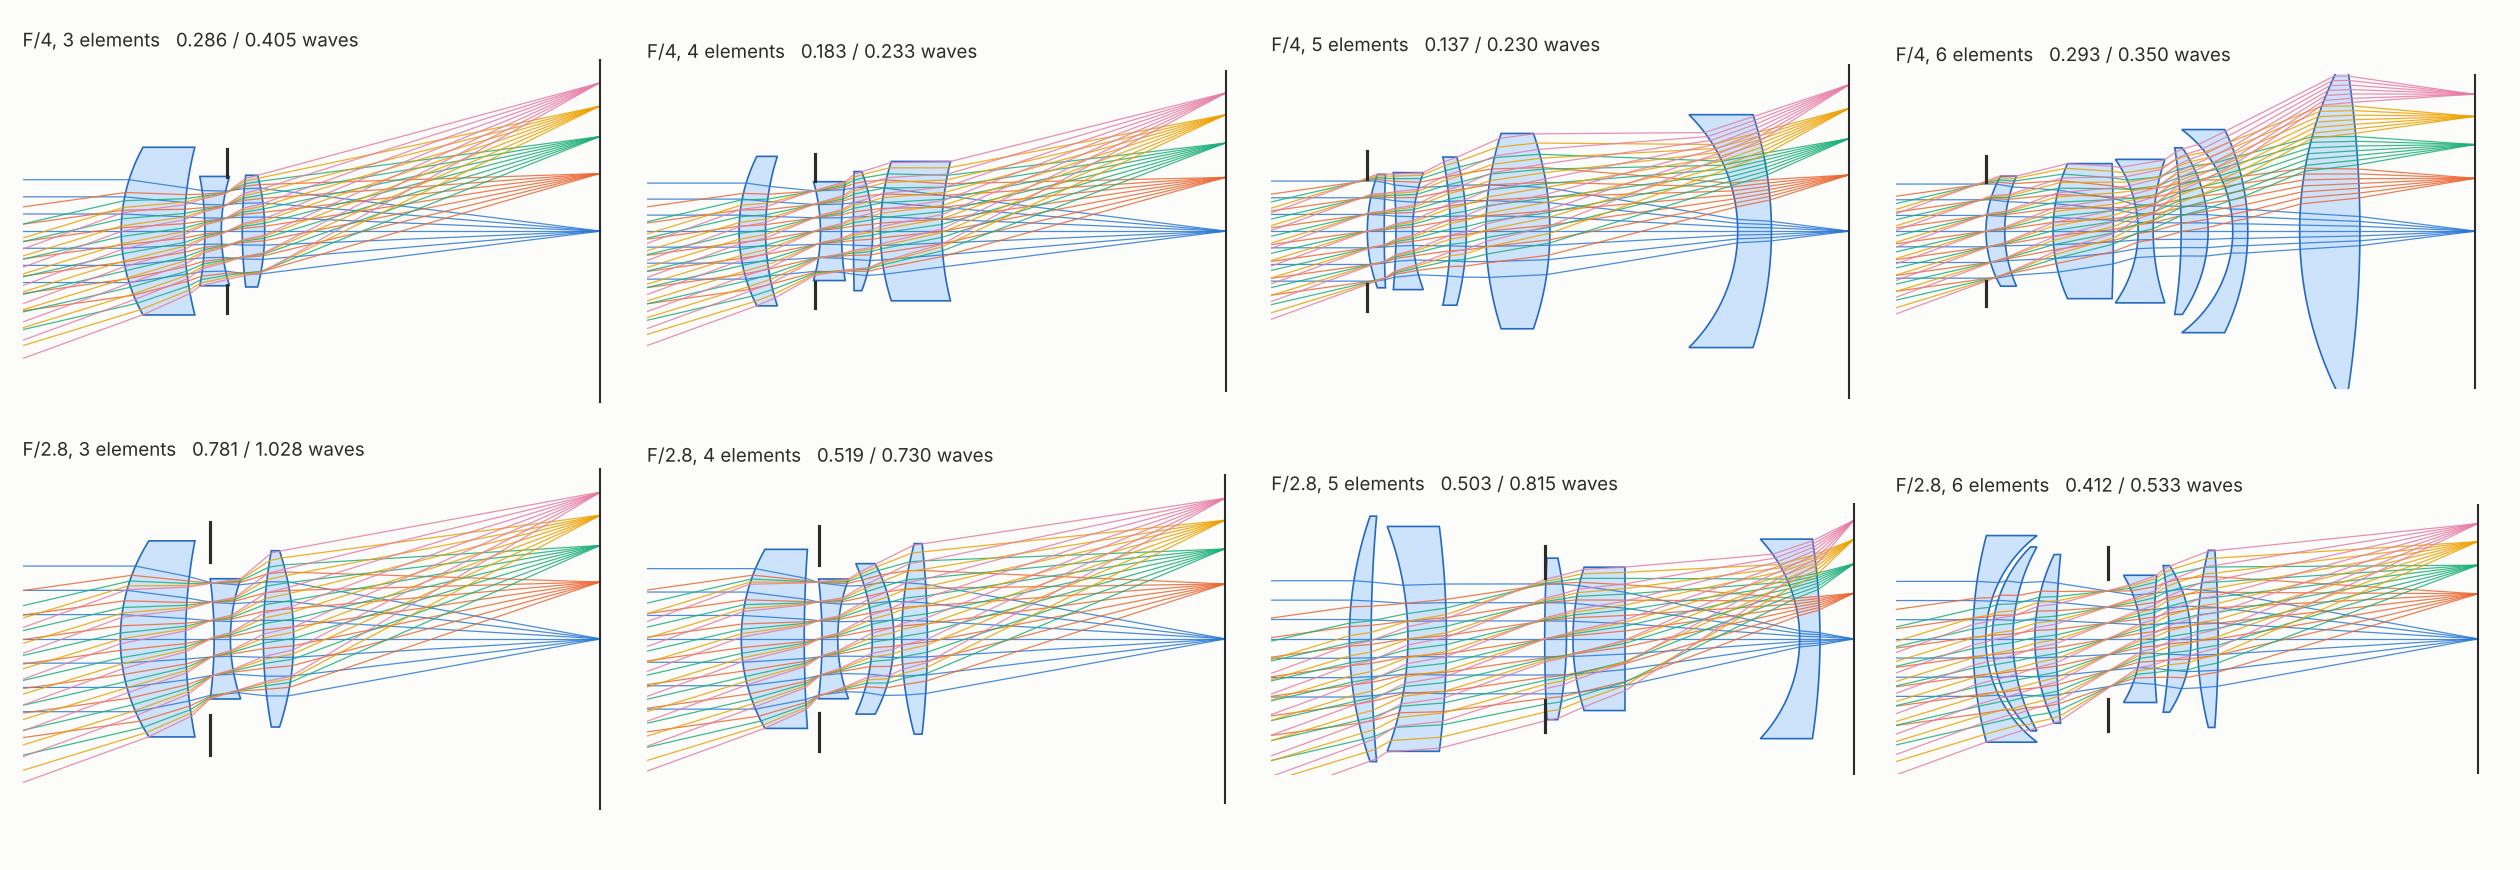 F/4, 3 elements 0.286 / 0.405 waves
F/4, 4 elements 0.183 / 0.233 waves
F/4, 5 elements 0.137 / 0.230 waves
F/4, 6 elements 0.293 / 0.350 waves
F/2.8, 3 elements 0.781 / 1.028 waves
F/2.8, 4 elements 0.519 / 0.730 waves
F/2.8, 5 elements 0.503 / 0.815 waves
F/2.8, 6 elements 0.412 / 0.533 waves